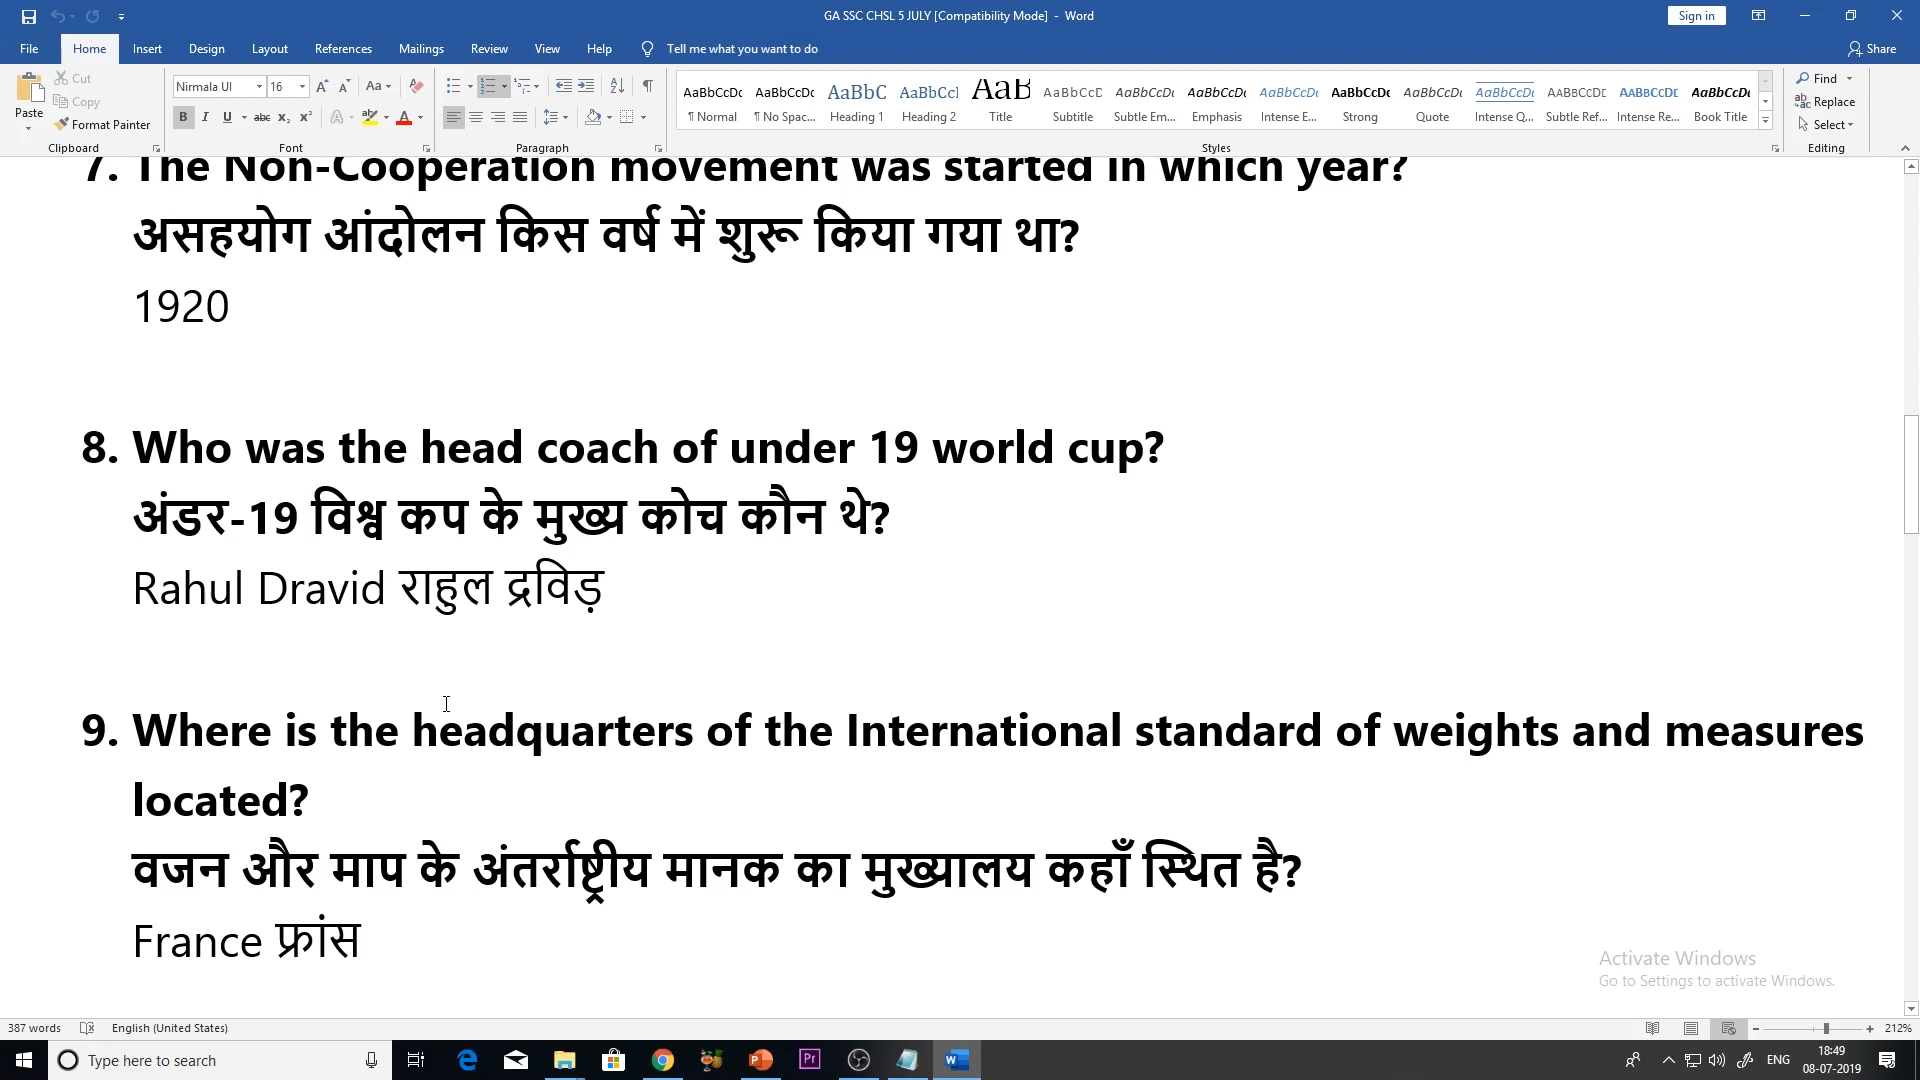 GA SSC CHSL 5 JULY [Compatibility Mode] - Word
Sign in
File Home Insert Design Layout References Mailings Review View Help Tell me what you want to do
Share
Paste
Cut
Copy
Format Painter
Clipboard
Nirmala UI 16
Font
Paragraph
AaBbCcDc AaBbCcDc AaBbC AaBbCcI AaB AaBbCcD AaBbCcDc AaBbCcDc AaBbCcDc AaBbCcDc AaBbCcDc AaBbCcDc AaBbCcDc AaBbCcDc AaBbCcDc
¶ Normal ¶ No Spac... Heading 1 Heading 2 Title Subtitle Subtle Em... Emphasis Intense E... Strong Quote Intense Q... Subtle Ref... Intense Re... Book Title
Styles
Find
Replace
Select
Editing
7. The Non-Cooperation movement was started in which year?
असहयोग आंदोलन किस वर्ष में शुरू किया गया था?
1920
8. Who was the head coach of under 19 world cup?
अंडर-19 विश्व कप के मुख्य कोच कौन थे?
Rahul Dravid राहुल द्रविड़
9. Where is the headquarters of the International standard of weights and measures
located?
वजन और माप के अंतर्राष्ट्रीय मानक का मुख्यालय कहाँ स्थित है?
France फ्रांस
Activate Windows
Go to Settings to activate Windows.
387 words English (United States)
212%
Type here to search
ENG
18:49
08-07-2019